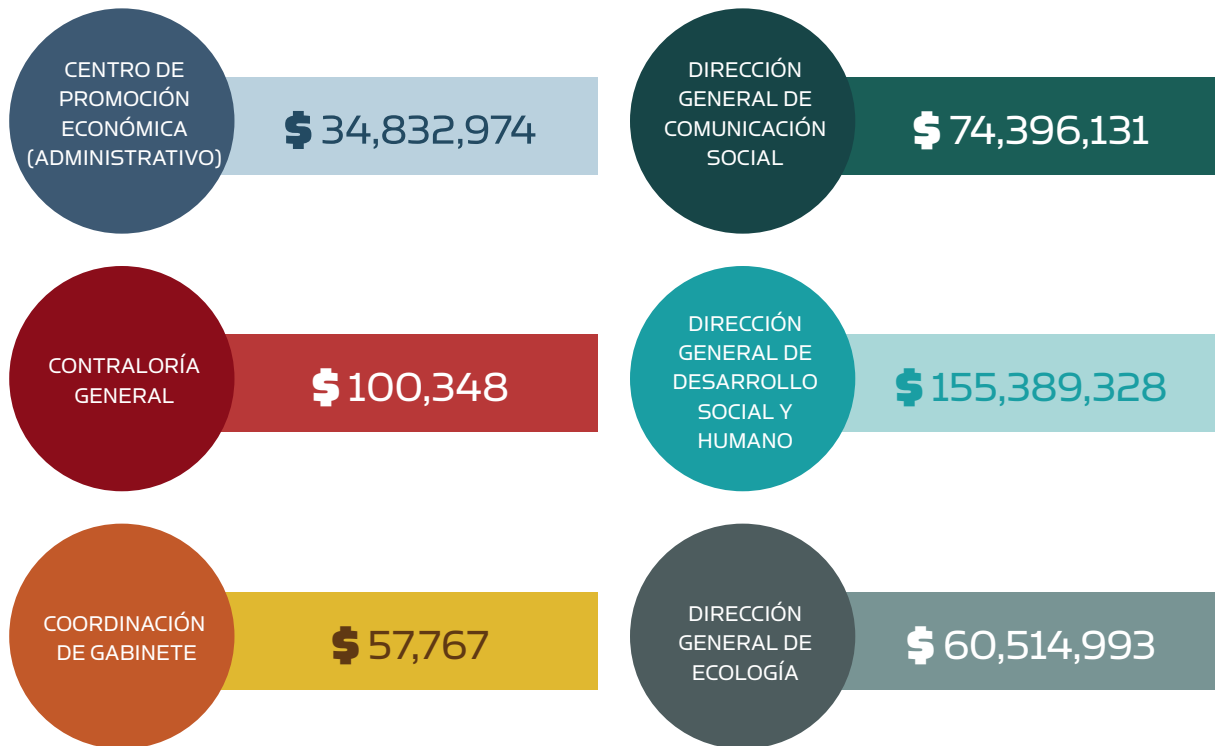 CENTRO DE
PROMOCIÓN
ECONÓMICA
(ADMINISTRATIVO)
$ 34,832,974
DIRECCIÓN
GENERAL DE
COMUNICACIÓN
SOCIAL
$ 74,396,131
CONTRALORÍA
GENERAL
$ 100,348
DIRECCIÓN
GENERAL DE
DESARROLLO
SOCIAL Y
HUMANO
$ 155,389,328
COORDINACIÓN
DE GABINETE
$ 57,767
DIRECCIÓN
GENERAL DE
ECOLOGÍA
$ 60,514,993